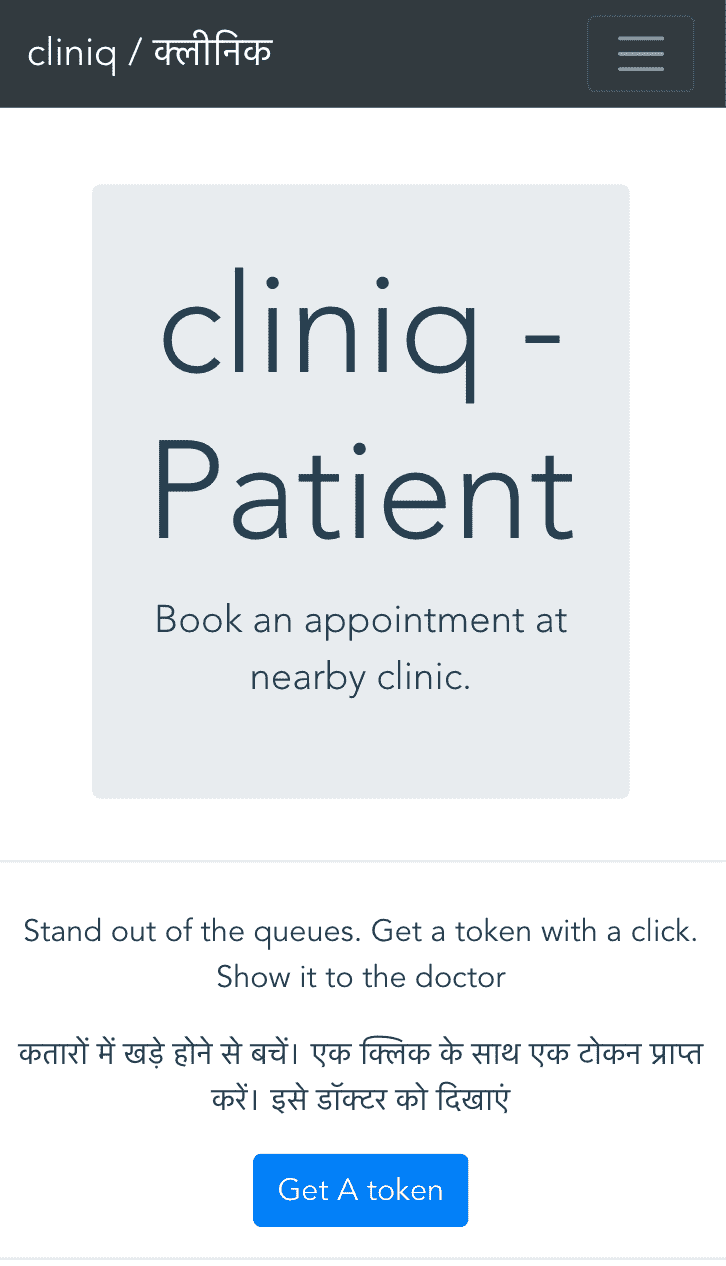 cliniq / क्लीनिक
cliniq -
Patient
Book an appointment at
nearby clinic.
Stand out of the queues. Get a token with a click.
Show it to the doctor
कतारों में खड़े होने से बचें। एक क्लिक के साथ एक टोकन प्राप्त
करें। इसे डॉक्टर को दिखाएं
Get A token